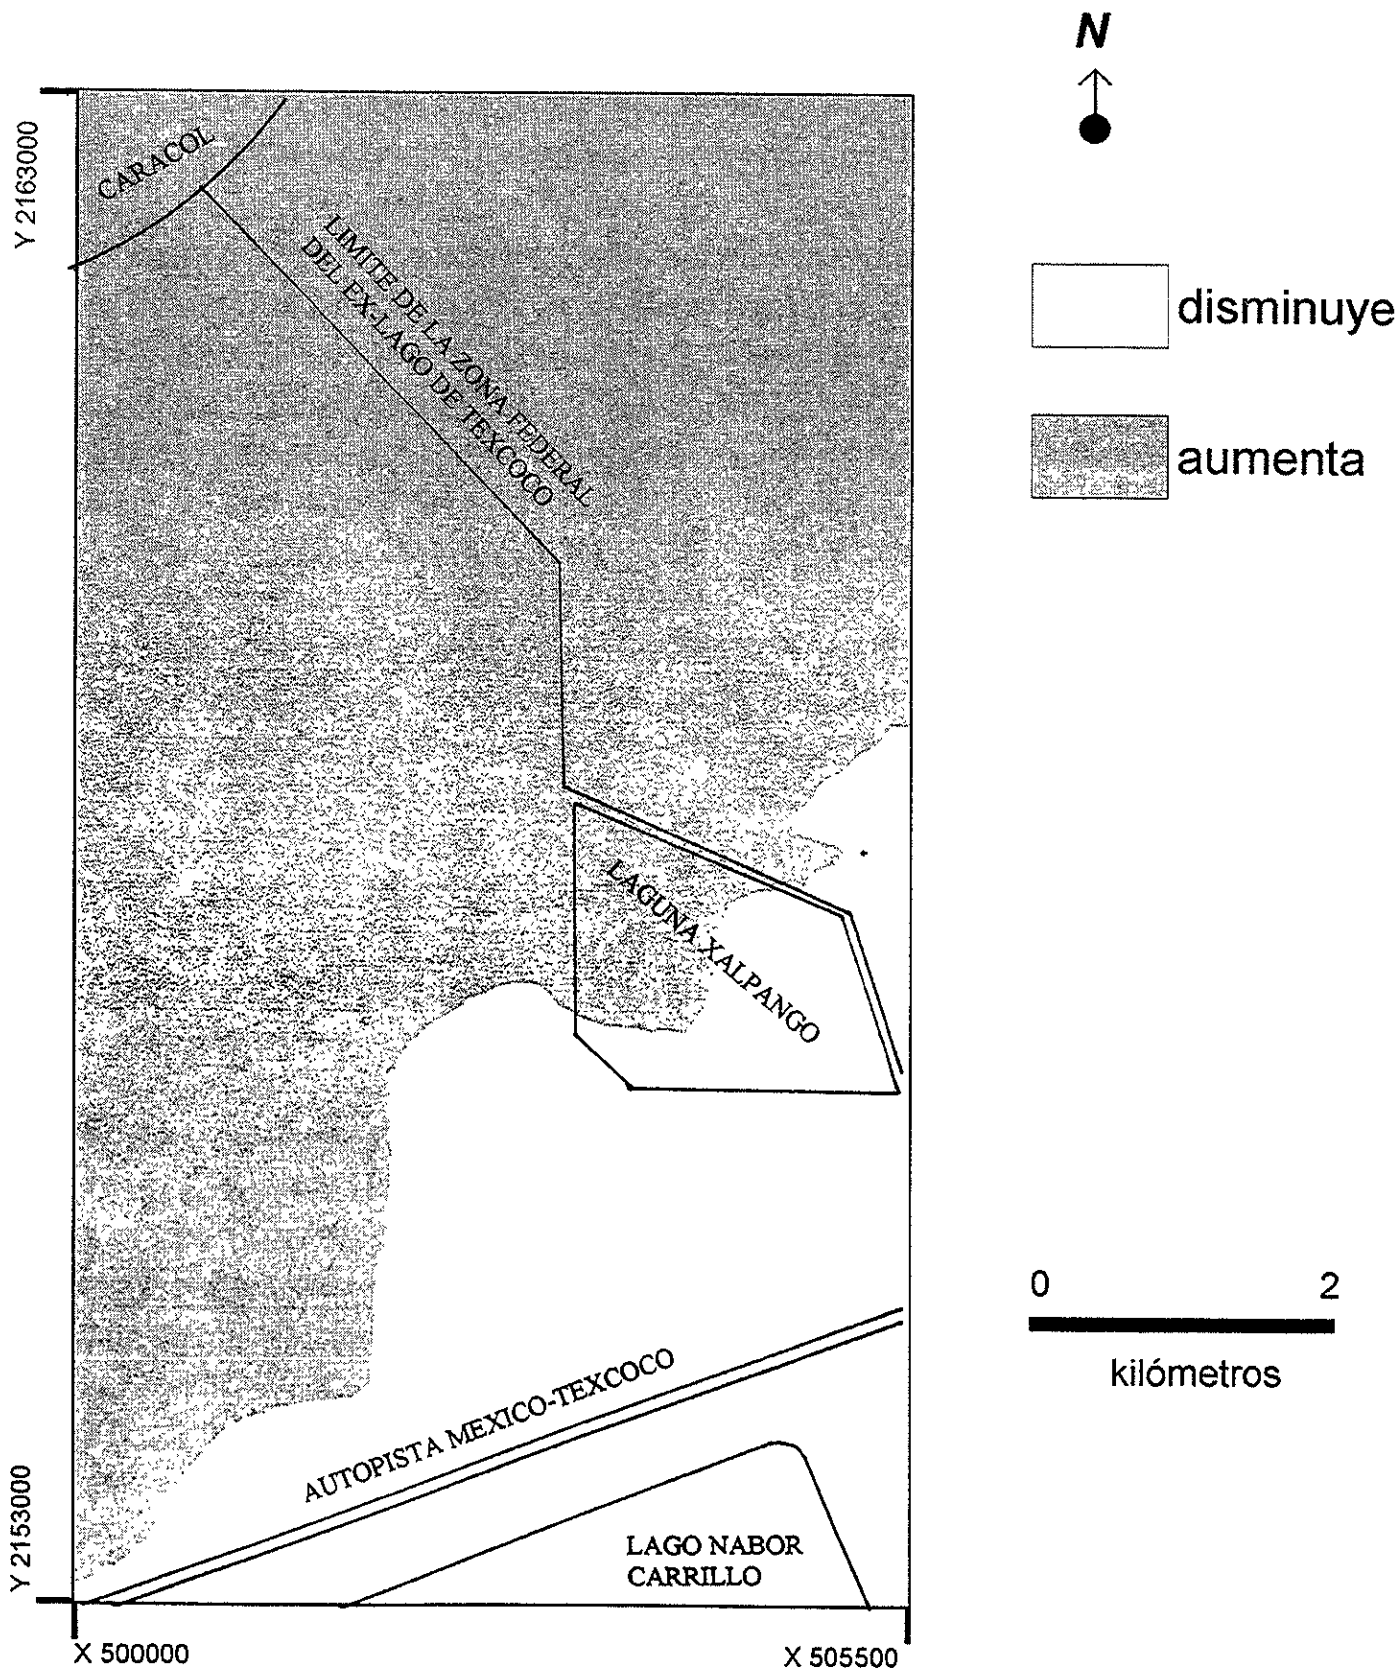 N
Y 2163000
CARACOL
LIMITE DE LA ZONA FEDERAL
DEL EX-LAGO DE TEXCOCO
disminuye
aumenta
LAGUNA XALPANGO
0 2
kilómetros
AUTOPISTA MEXICO-TEXCOCO
Y 2153000
LAGO NABOR
CARRILLO
X 500000
X 505500